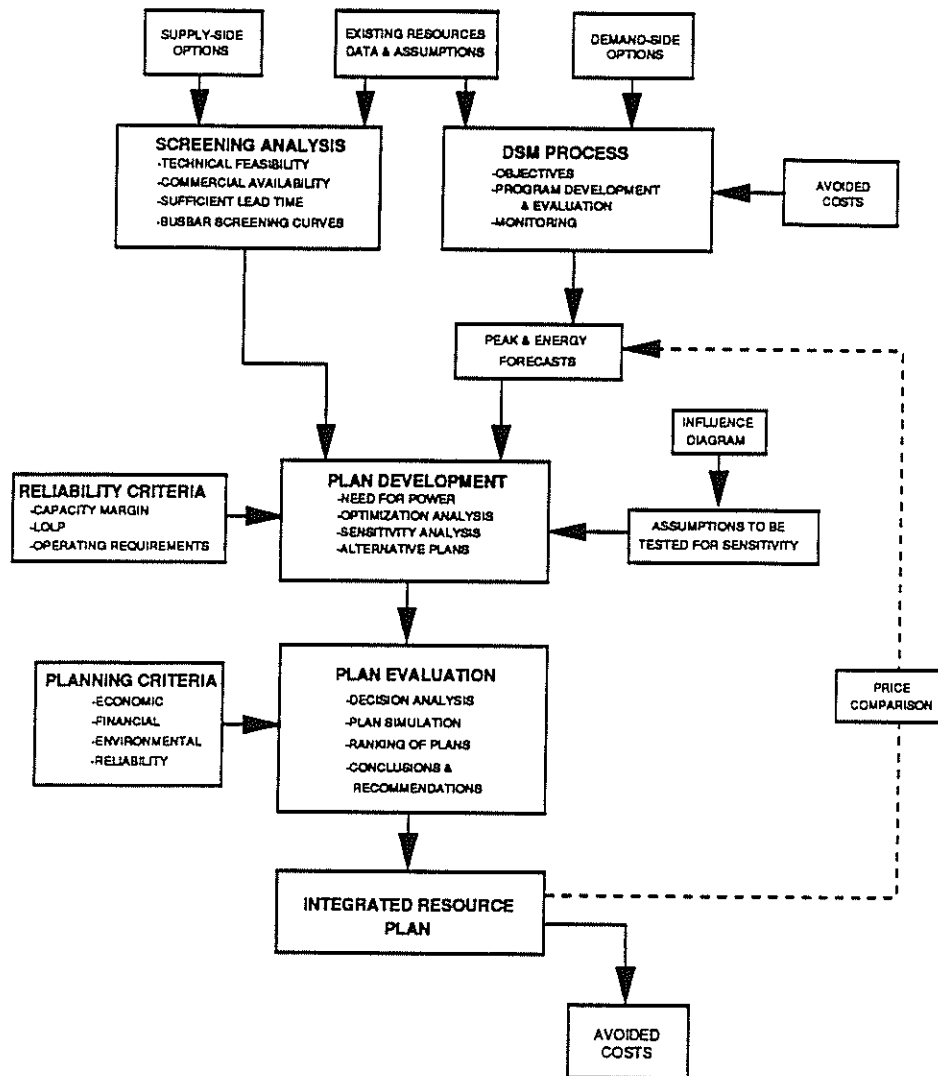 SUPPLY-SIDE
OPTIONS
EXISTING RESOURCES
DATA & ASSUMPTIONS
DEMAND-SIDE
OPTIONS
SCREENING ANALYSIS
-TECHNICAL FEASIBILITY
-COMMERCIAL AVAILABILITY
-SUFFICIENT LEAD TIME
-BUSBAR SCREENING CURVES
DSM PROCESS
-OBJECTIVES
-PROGRAM DEVELOPMENT
& EVALUATION
-MONITORING
AVOIDED
COSTS
PEAK & ENERGY
FORECASTS
INFLUENCE
DIAGRAM
RELIABILITY CRITERIA
-CAPACITY MARGIN
-LOLP
-OPERATING REQUIREMENTS
PLAN DEVELOPMENT
-NEED FOR POWER
-OPTIMIZATION ANALYSIS
-SENSITIVITY ANALYSIS
-ALTERNATIVE PLANS
ASSUMPTIONS TO BE
TESTED FOR SENSITIVITY
PLANNING CRITERIA
-ECONOMIC
-FINANCIAL
-ENVIRONMENTAL
-RELIABILITY
PLAN EVALUATION
-DECISION ANALYSIS
-PLAN SIMULATION
-RANKING OF PLANS
-CONCLUSIONS &
RECOMMENDATIONS
PRICE
COMPARISON
INTEGRATED RESOURCE
PLAN
AVOIDED
COSTS